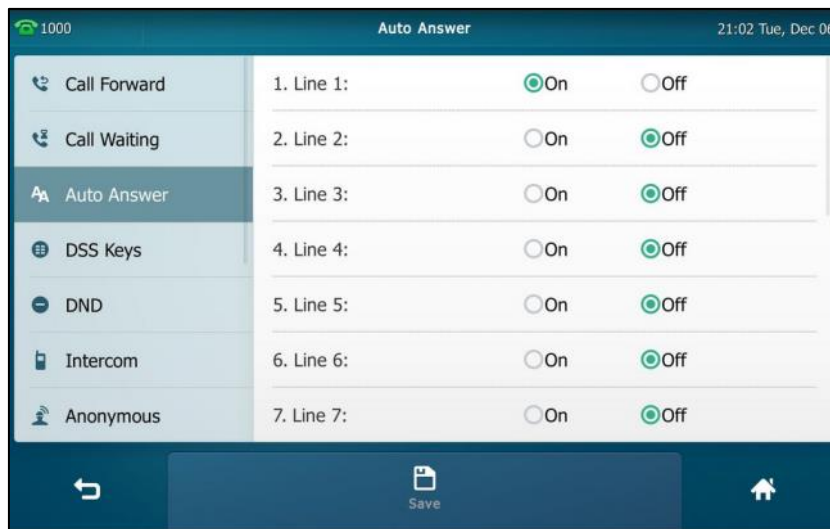 1000 Auto Answer 21:02 Tue, Dec 06
Call Forward
Call Waiting
AA Auto Answer
DSS Keys
DND
Intercom
Anonymous
1. Line 1: On Off
2. Line 2: On Off
3. Line 3: On Off
4. Line 4: On Off
5. Line 5: On Off
6. Line 6: On Off
7. Line 7: On Off
Save